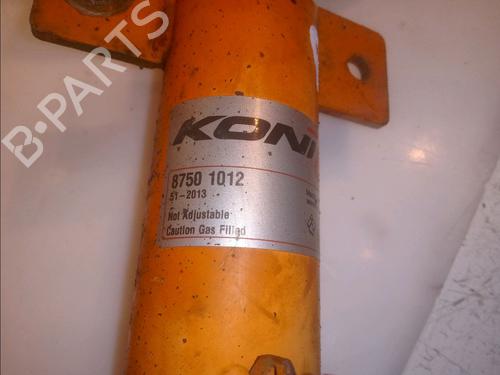 B·PARTS
KONI
8750 1012
51-2013
Not Adjustable
Caution Gas Filled